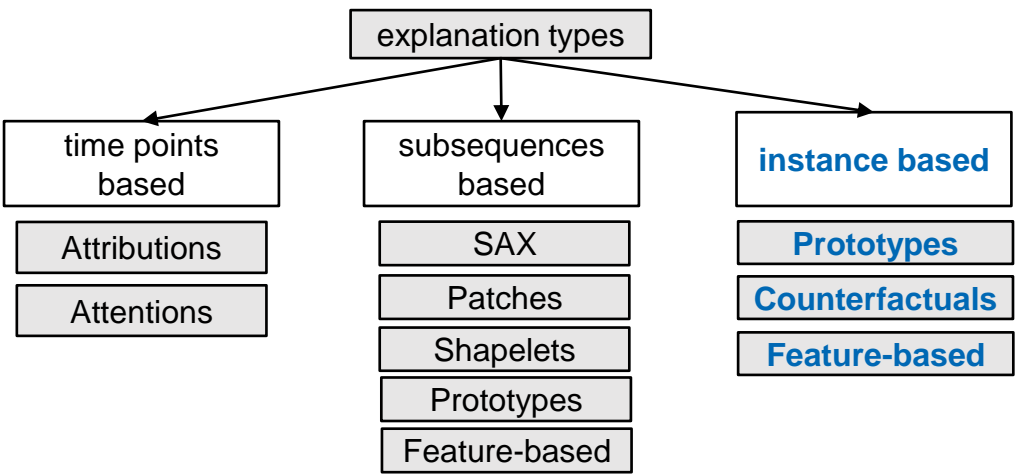 explanation types
time points
based
Attributions
Attentions
subsequences
based
SAX
Patches
Shapelets
Prototypes
Feature-based
instance based
Prototypes
Counterfactuals
Feature-based